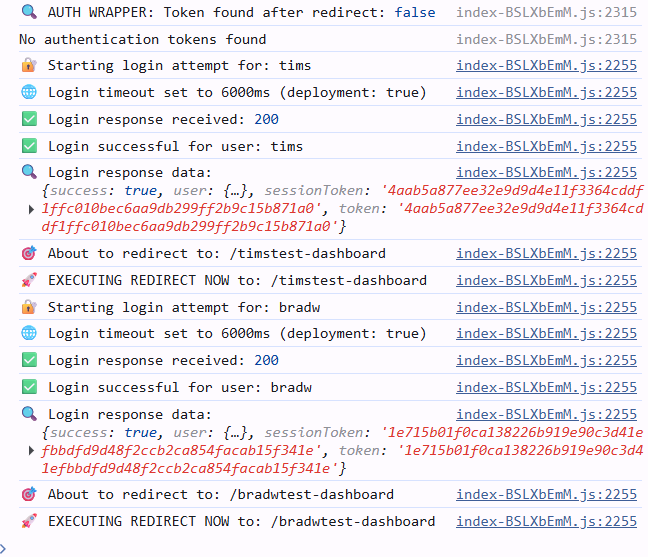 🔍 AUTH WRAPPER: Token found after redirect: false index-BSLXbEmM.js:2315
No authentication tokens found index-BSLXbEmM.js:2315
🔐 Starting login attempt for: tims index-BSLXbEmM.js:2255
🌐 Login timeout set to 6000ms (deployment: true) index-BSLXbEmM.js:2255
✅ Login response received: 200 index-BSLXbEmM.js:2255
✅ Login successful for user: tims index-BSLXbEmM.js:2255
🔍 Login response data: index-BSLXbEmM.js:2255
{success: true, user: {…}, sessionToken: '4aab5a877ee32e9d9d4e11f3364cddf
▶ 1ffc010bec6aa9db299ff2b9c15b871a0', token: '4aab5a877ee32e9d9d4e11f3364cd
df1ffc010bec6aa9db299ff2b9c15b871a0'}
🎯 About to redirect to: /timstest-dashboard index-BSLXbEmM.js:2255
🚀 EXECUTING REDIRECT NOW to: /timstest-dashboard index-BSLXbEmM.js:2255
🔐 Starting login attempt for: bradw index-BSLXbEmM.js:2255
🌐 Login timeout set to 6000ms (deployment: true) index-BSLXbEmM.js:2255
✅ Login response received: 200 index-BSLXbEmM.js:2255
✅ Login successful for user: bradw index-BSLXbEmM.js:2255
🔍 Login response data: index-BSLXbEmM.js:2255
{success: true, user: {…}, sessionToken: '1e715b01f0ca138226b919e90c3d41e
▶ fbbdfd9d48f2ccb2ca854facab15f341e', token: '1e715b01f0ca138226b919e90c3d4
1efbbdfd9d48f2ccb2ca854facab15f341e'}
🎯 About to redirect to: /bradwtest-dashboard index-BSLXbEmM.js:2255
🚀 EXECUTING REDIRECT NOW to: /bradwtest-dashboard index-BSLXbEmM.js:2255